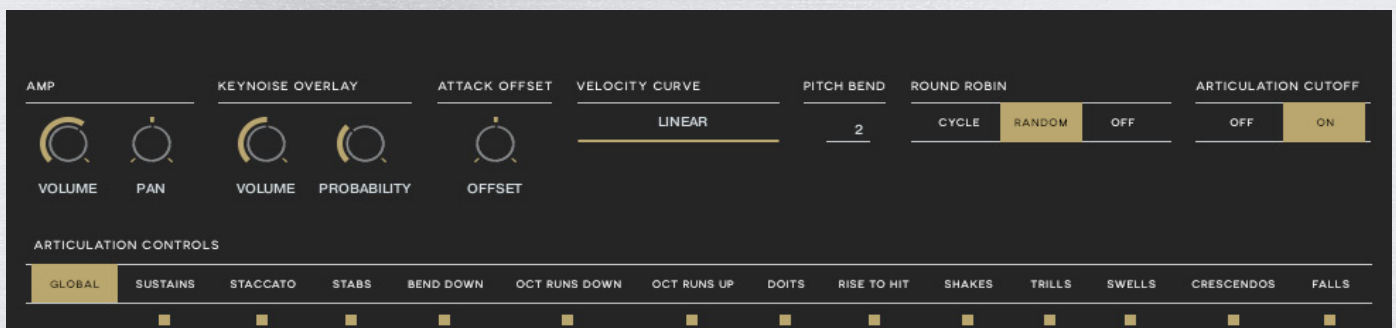 AMP KEYNOISE OVERLAY ATTACK OFFSET VELOCITY CURVE PITCH BEND ROUND ROBIN ARTICULATION CUTOFF
LINEAR 2 CYCLE RANDOM OFF OFF ON
VOLUME PAN VOLUME PROBABILITY OFFSET
ARTICULATION CONTROLS
GLOBAL SUSTAINS STACCATO STABS BEND DOWN OCT RUNS DOWN OCT RUNS UP DOITS RISE TO HIT SHAKES TRILLS SWELLS CRESCENDOS FALLS